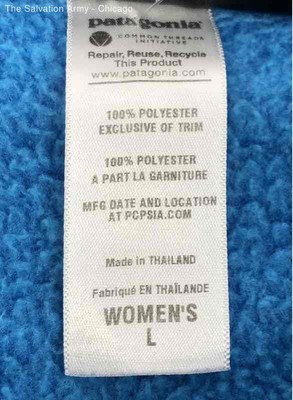 The Salvation Army - Chicago
patagonia
COMMON THREADS
INITIATIVE
Repair, Reuse, Recycle
This Product
www.patagonia.com
100% POLYESTER
EXCLUSIVE OF TRIM
100% POLYESTER
A PART LA GARNITURE
MFG DATE AND LOCATION
AT PCPSIA.COM
Made in THAILAND
Fabriqué EN THAÏLANDE
WOMEN'S
L